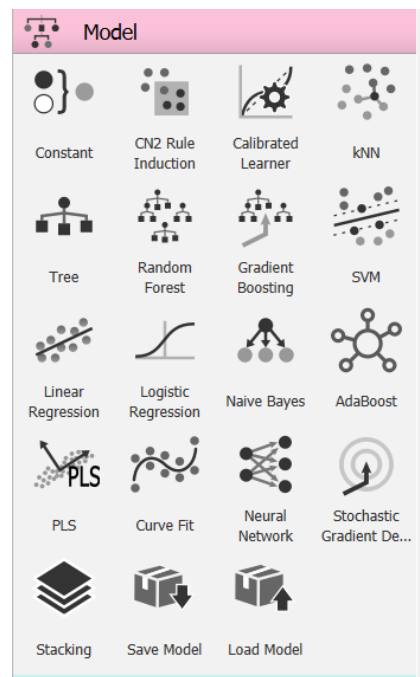 Model
Constant
CN2 Rule
Induction
Calibrated
Learner
kNN
Tree
Random
Forest
Gradient
Boosting
SVM
Linear
Regression
Logistic
Regression
Naive Bayes
AdaBoost
PLS
PLS
Curve Fit
Neural
Network
Stochastic
Gradient De...
Stacking
Save Model
Load Model